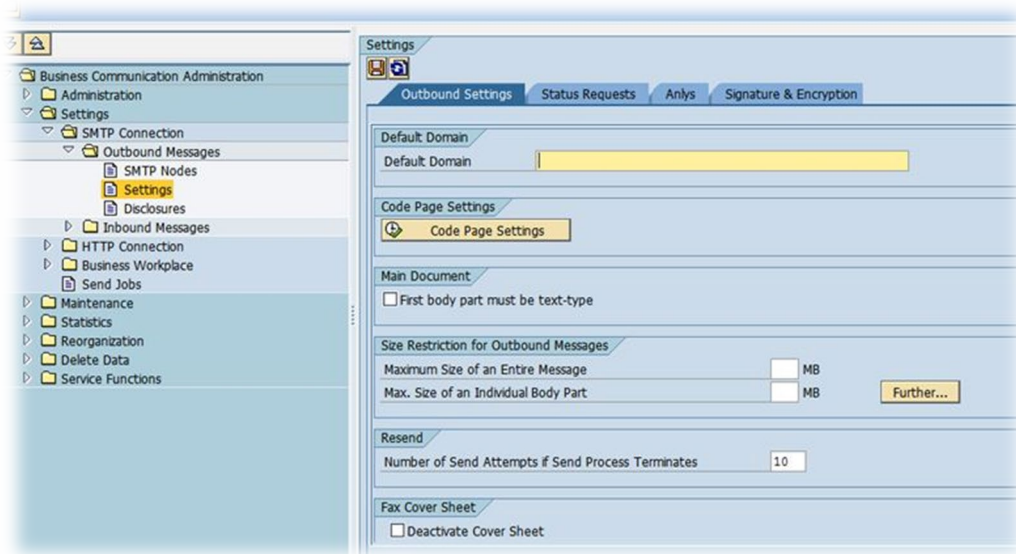 Business Communication Administration
Administration
Settings
SMTP Connection
Outbound Messages
SMTP Nodes
Settings
Disclosures
Inbound Messages
HTTP Connection
Business Workplace
Send Jobs
Maintenance
Statistics
Reorganization
Delete Data
Service Functions
Settings
Outbound Settings Status Requests Anlys Signature & Encryption
Default Domain
Default Domain
Code Page Settings
Code Page Settings
Main Document
First body part must be text-type
Size Restriction for Outbound Messages
Maximum Size of an Entire Message MB
Max. Size of an Individual Body Part MB Further...
Resend
Number of Send Attempts if Send Process Terminates 10
Fax Cover Sheet
Deactivate Cover Sheet